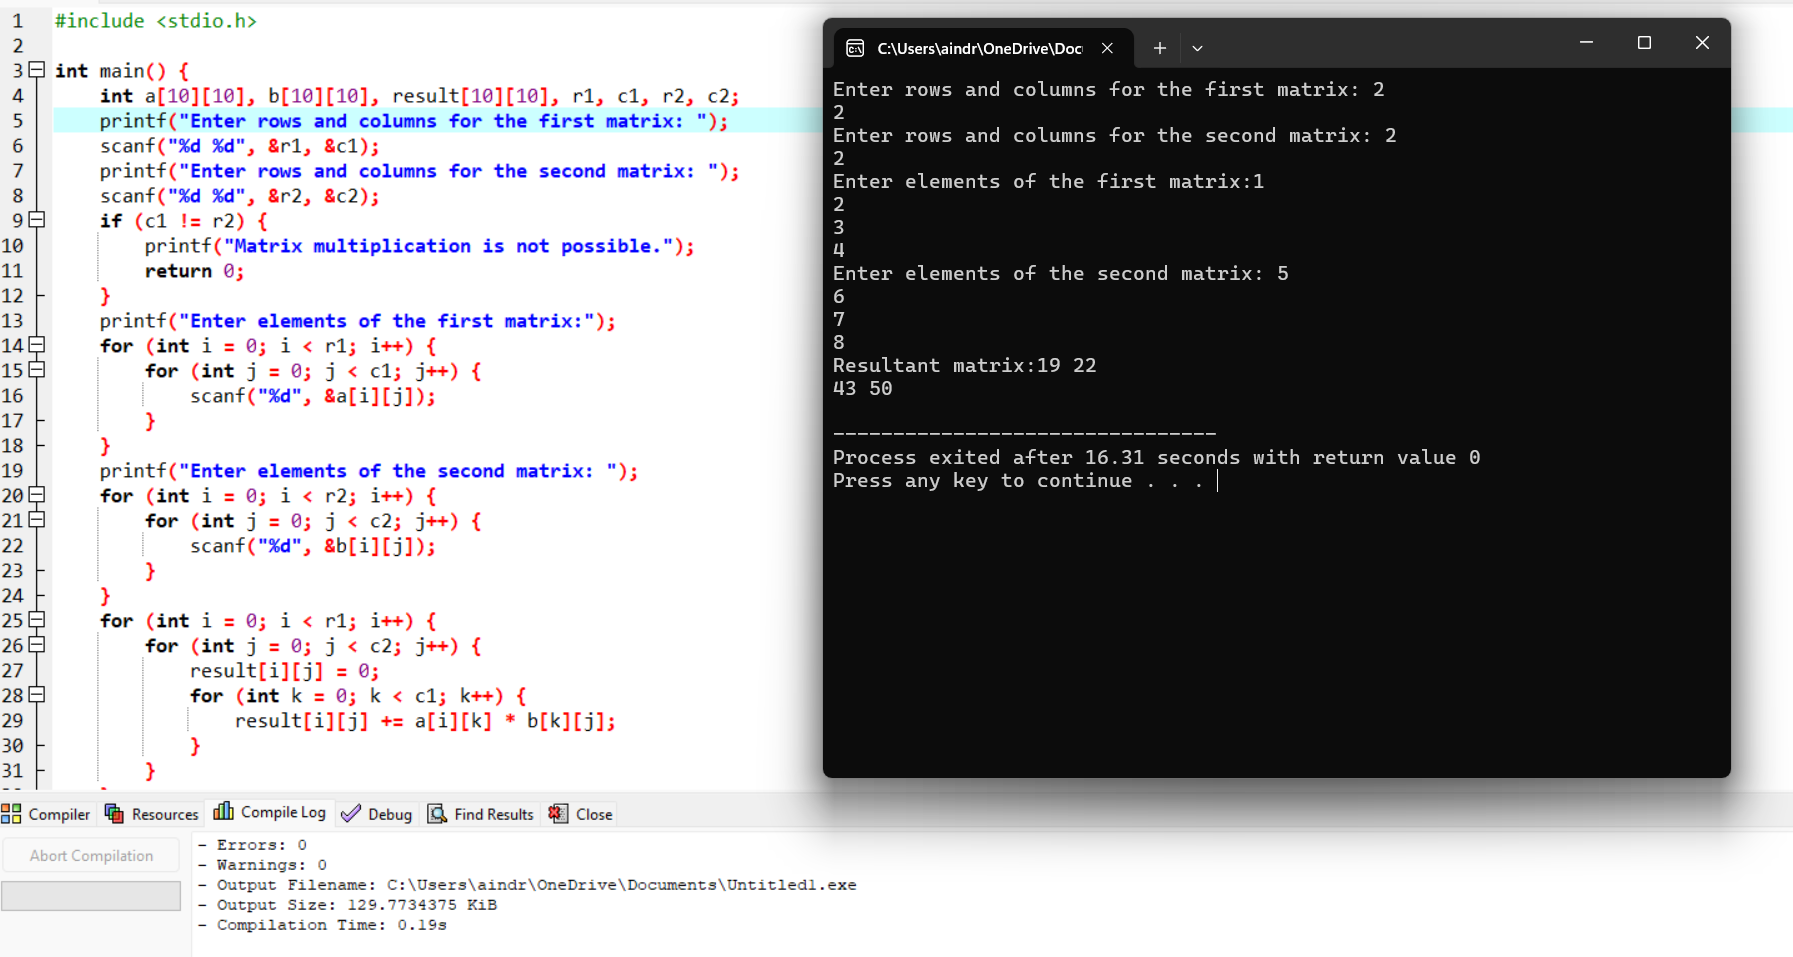 1 #include <stdio.h>
2
3 int main() {
4     int a[10][10], b[10][10], result[10][10], r1, c1, r2, c2;
5     printf("Enter rows and columns for the first matrix: ");
6     scanf("%d %d", &r1, &c1);
7     printf("Enter rows and columns for the second matrix: ");
8     scanf("%d %d", &r2, &c2);
9     if (c1 != r2) {
10         printf("Matrix multiplication is not possible.");
11         return 0;
12     }
13     printf("Enter elements of the first matrix:");
14     for (int i = 0; i < r1; i++) {
15         for (int j = 0; j < c1; j++) {
16             scanf("%d", &a[i][j]);
17         }
18     }
19     printf("Enter elements of the second matrix: ");
20     for (int i = 0; i < r2; i++) {
21         for (int j = 0; j < c2; j++) {
22             scanf("%d", &b[i][j]);
23         }
24     }
25     for (int i = 0; i < r1; i++) {
26         for (int j = 0; j < c2; j++) {
27             result[i][j] = 0;
28             for (int k = 0; k < c1; k++) {
29                 result[i][j] += a[i][k] * b[k][j];
30             }
31         }
C:\Users\aindr\OneDrive\Doc
Enter rows and columns for the first matrix: 2
2
Enter rows and columns for the second matrix: 2
2
Enter elements of the first matrix:1
2
3
4
Enter elements of the second matrix: 5
6
7
8
Resultant matrix:19 22
43 50
--------------------------------
Process exited after 16.31 seconds with return value 0
Press any key to continue . . .
Compiler Resources Compile Log Debug Find Results Close
Abort Compilation
- Errors: 0
- Warnings: 0
- Output Filename: C:\Users\aindr\OneDrive\Documents\Untitled1.exe
- Output Size: 129.7734375 KiB
- Compilation Time: 0.19s